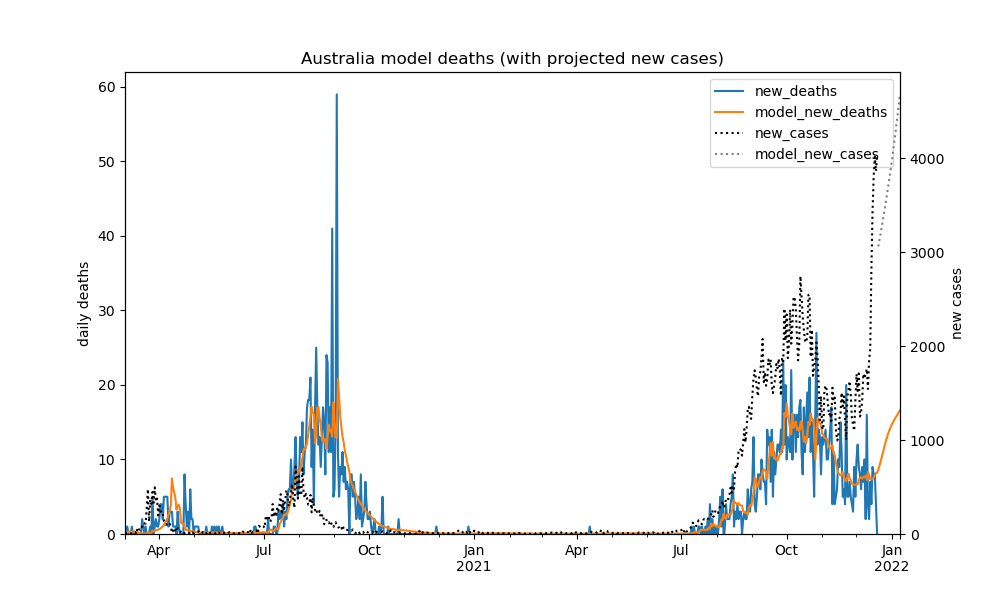 Australia model deaths (with projected new cases)
60
50
40
30
20
10
0
daily deaths
new_deaths
model_new_deaths
new_cases
model_new_cases
4000
3000
2000
1000
0
new cases
Apr Jul Oct Jan Apr Jul Oct Jan
2021 2022